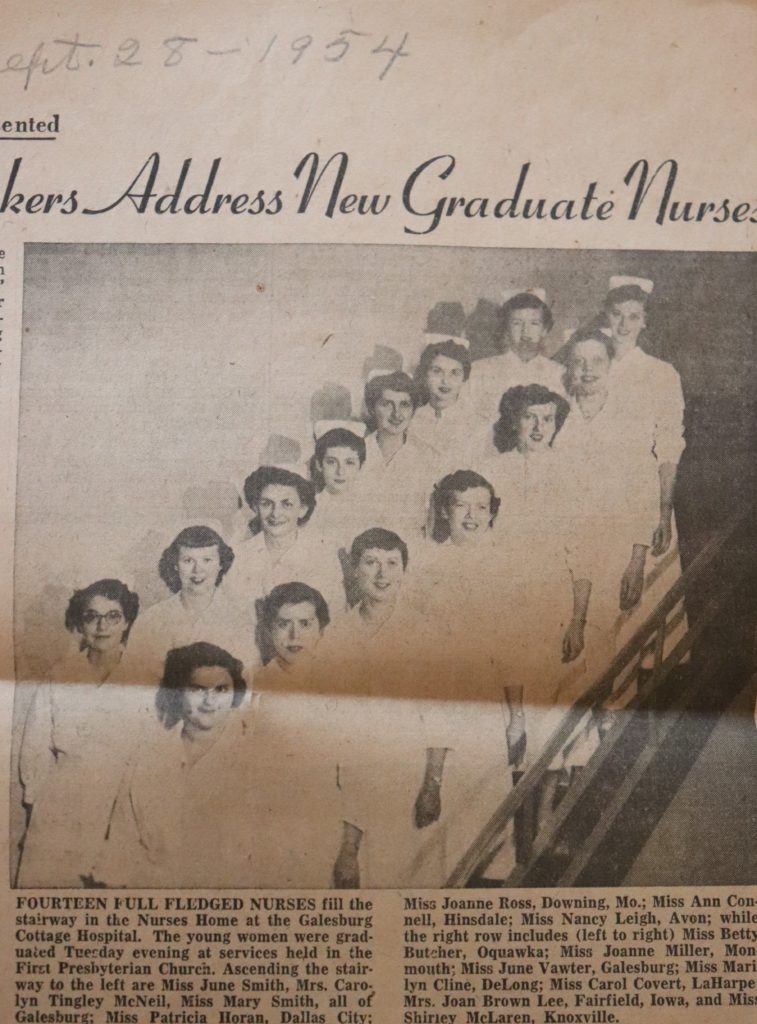 ept. 28 - 1954
ented
kers Address New Graduate Nurses
FOURTEEN FULL FLEDGED NURSES fill the
stairway in the Nurses Home at the Galesburg
Cottage Hospital. The young women were grad-
uated Tuesday evening at services held in the
First Presbyterian Church. Ascending the stair-
way to the left are Miss June Smith, Mrs. Caro-
lyn Tingley McNeil, Miss Mary Smith, all of
Galesburg; Miss Patricia Horan, Dallas City;
Miss Joanne Ross, Downing, Mo.; Miss Ann Con-
nell, Hinsdale; Miss Nancy Leigh, Avon; while
the right row includes (left to right) Miss Betty
Butcher, Oquawka; Miss Joanne Miller, Mon-
mouth; Miss June Vawter, Galesburg; Miss Mari
lyn Cline, DeLong; Miss Carol Covert, LaHarpe
Mrs. Joan Brown Lee, Fairfield, Iowa, and Miss
Shirley McLaren, Knoxville.